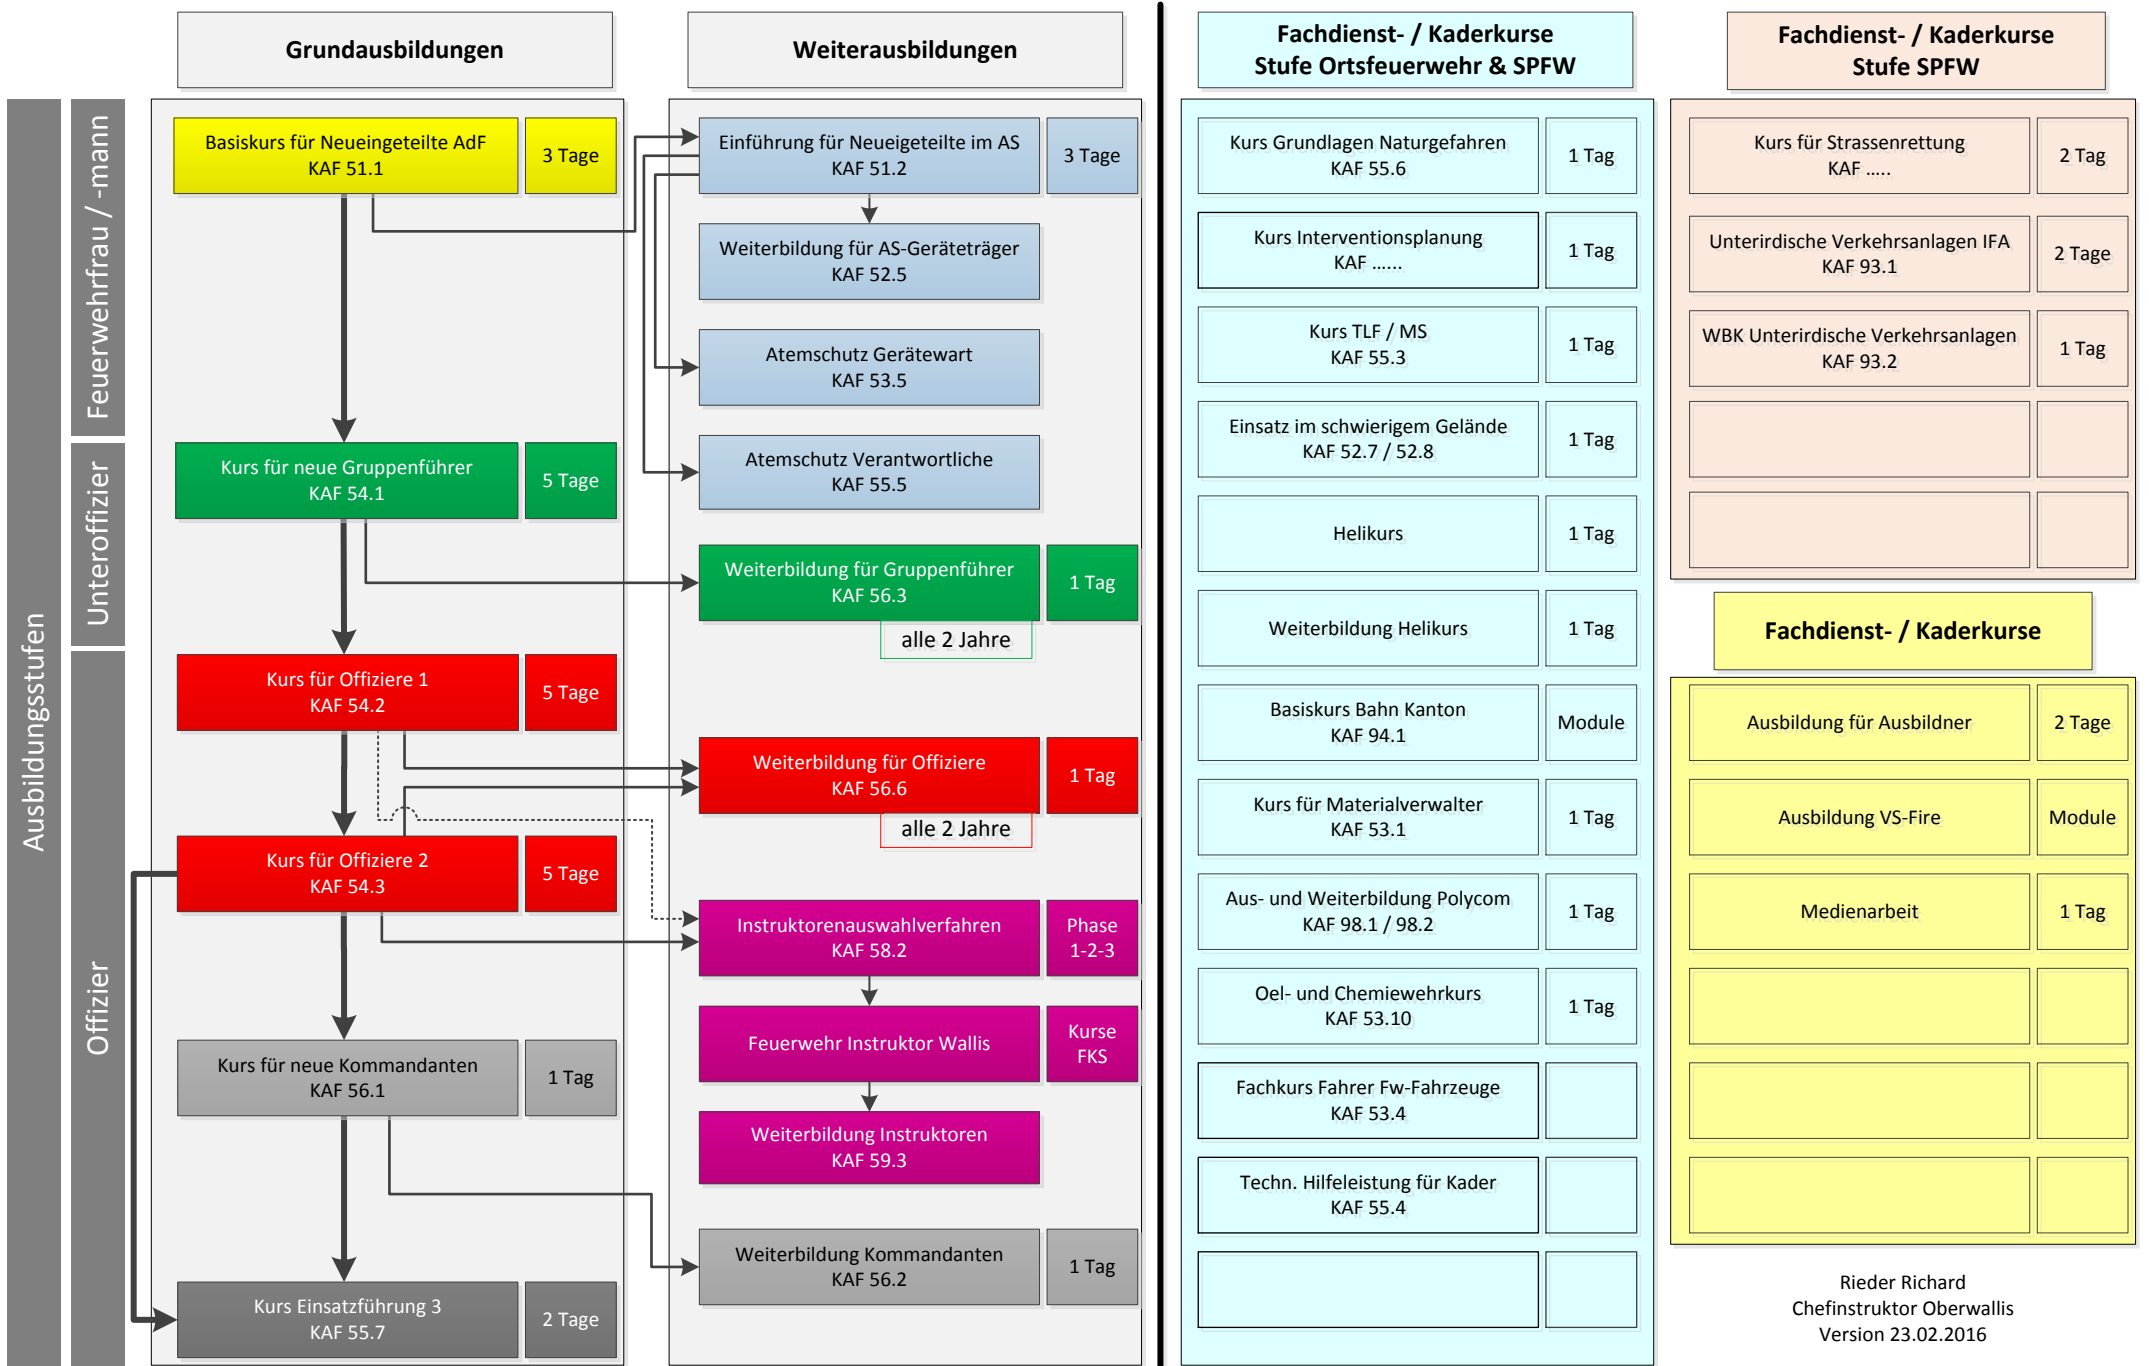 Ausbildungsstufen
Feuerwehrfrau / -mann
Unteroffizier
Offizier
Grundausbildungen
Basiskurs für Neueingeteilte AdF
KAF 51.1
3 Tage
Kurs für neue Gruppenführer
KAF 54.1
5 Tage
Kurs für Offiziere 1
KAF 54.2
5 Tage
Kurs für Offiziere 2
KAF 54.3
5 Tage
Kurs für neue Kommandanten
KAF 56.1
1 Tag
Kurs Einsatzführung 3
KAF 55.7
2 Tage
Weiterausbildungen
Einführung für Neueigeteilte im AS
KAF 51.2
3 Tage
Weiterbildung für AS-Geräteträger
KAF 52.5
Atemschutz Gerätewart
KAF 53.5
Atemschutz Verantwortliche
KAF 55.5
Weiterbildung für Gruppenführer
KAF 56.3
1 Tag
alle 2 Jahre
Weiterbildung für Offiziere
KAF 56.6
1 Tag
alle 2 Jahre
Instruktorenauswahlverfahren
KAF 58.2
Phase
1-2-3
Feuerwehr Instruktor Wallis
Kurse
FKS
Weiterbildung Instruktoren
KAF 59.3
Weiterbildung Kommandanten
KAF 56.2
1 Tag
Fachdienst- / Kaderkurse
Stufe Ortsfeuerwehr & SPFW
Kurs Grundlagen Naturgefahren
KAF 55.6
1 Tag
Kurs Interventionsplanung
KAF ......
1 Tag
Kurs TLF / MS
KAF 55.3
1 Tag
Einsatz im schwierigem Gelände
KAF 52.7 / 52.8
1 Tag
Helikurs
1 Tag
Weiterbildung Helikurs
1 Tag
Basiskurs Bahn Kanton
KAF 94.1
Module
Kurs für Materialverwalter
KAF 53.1
1 Tag
Aus- und Weiterbildung Polycom
KAF 98.1 / 98.2
1 Tag
Oel- und Chemiewehrkurs
KAF 53.10
1 Tag
Fachkurs Fahrer Fw-Fahrzeuge
KAF 53.4
Techn. Hilfeleistung für Kader
KAF 55.4
Fachdienst- / Kaderkurse
Stufe SPFW
Kurs für Strassenrettung
KAF .....
2 Tag
Unterirdische Verkehrsanlagen IFA
KAF 93.1
2 Tage
WBK Unterirdische Verkehrsanlagen
KAF 93.2
1 Tag
Fachdienst- / Kaderkurse
Ausbildung für Ausbildner
2 Tage
Ausbildung VS-Fire
Module
Medienarbeit
1 Tag
Rieder Richard
Chefinstruktor Oberwallis
Version 23.02.2016